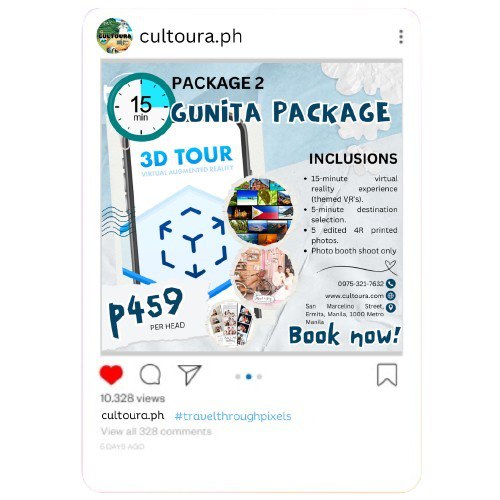 cultoura.ph
PACKAGE 2
15
min
GUNITA PACKAGE
3D TOUR
VIRTUAL AUGMENTED REALITY
INCLUSIONS
• 15-minute virtual
reality experience
(themed VR's).
• 5-minute destination
selection.
• 5 edited 4R printed
photos.
• Photo booth shoot only
0975-321-7632
www.cultoura.com
San Marcelino Street,
Ermita, Manila, 1000 Metro
Manila
₱459
PER HEAD
Book now!
10.328 views
cultoura.ph #travelthroughpixels
View all 328 comments
6 DAYS AGO